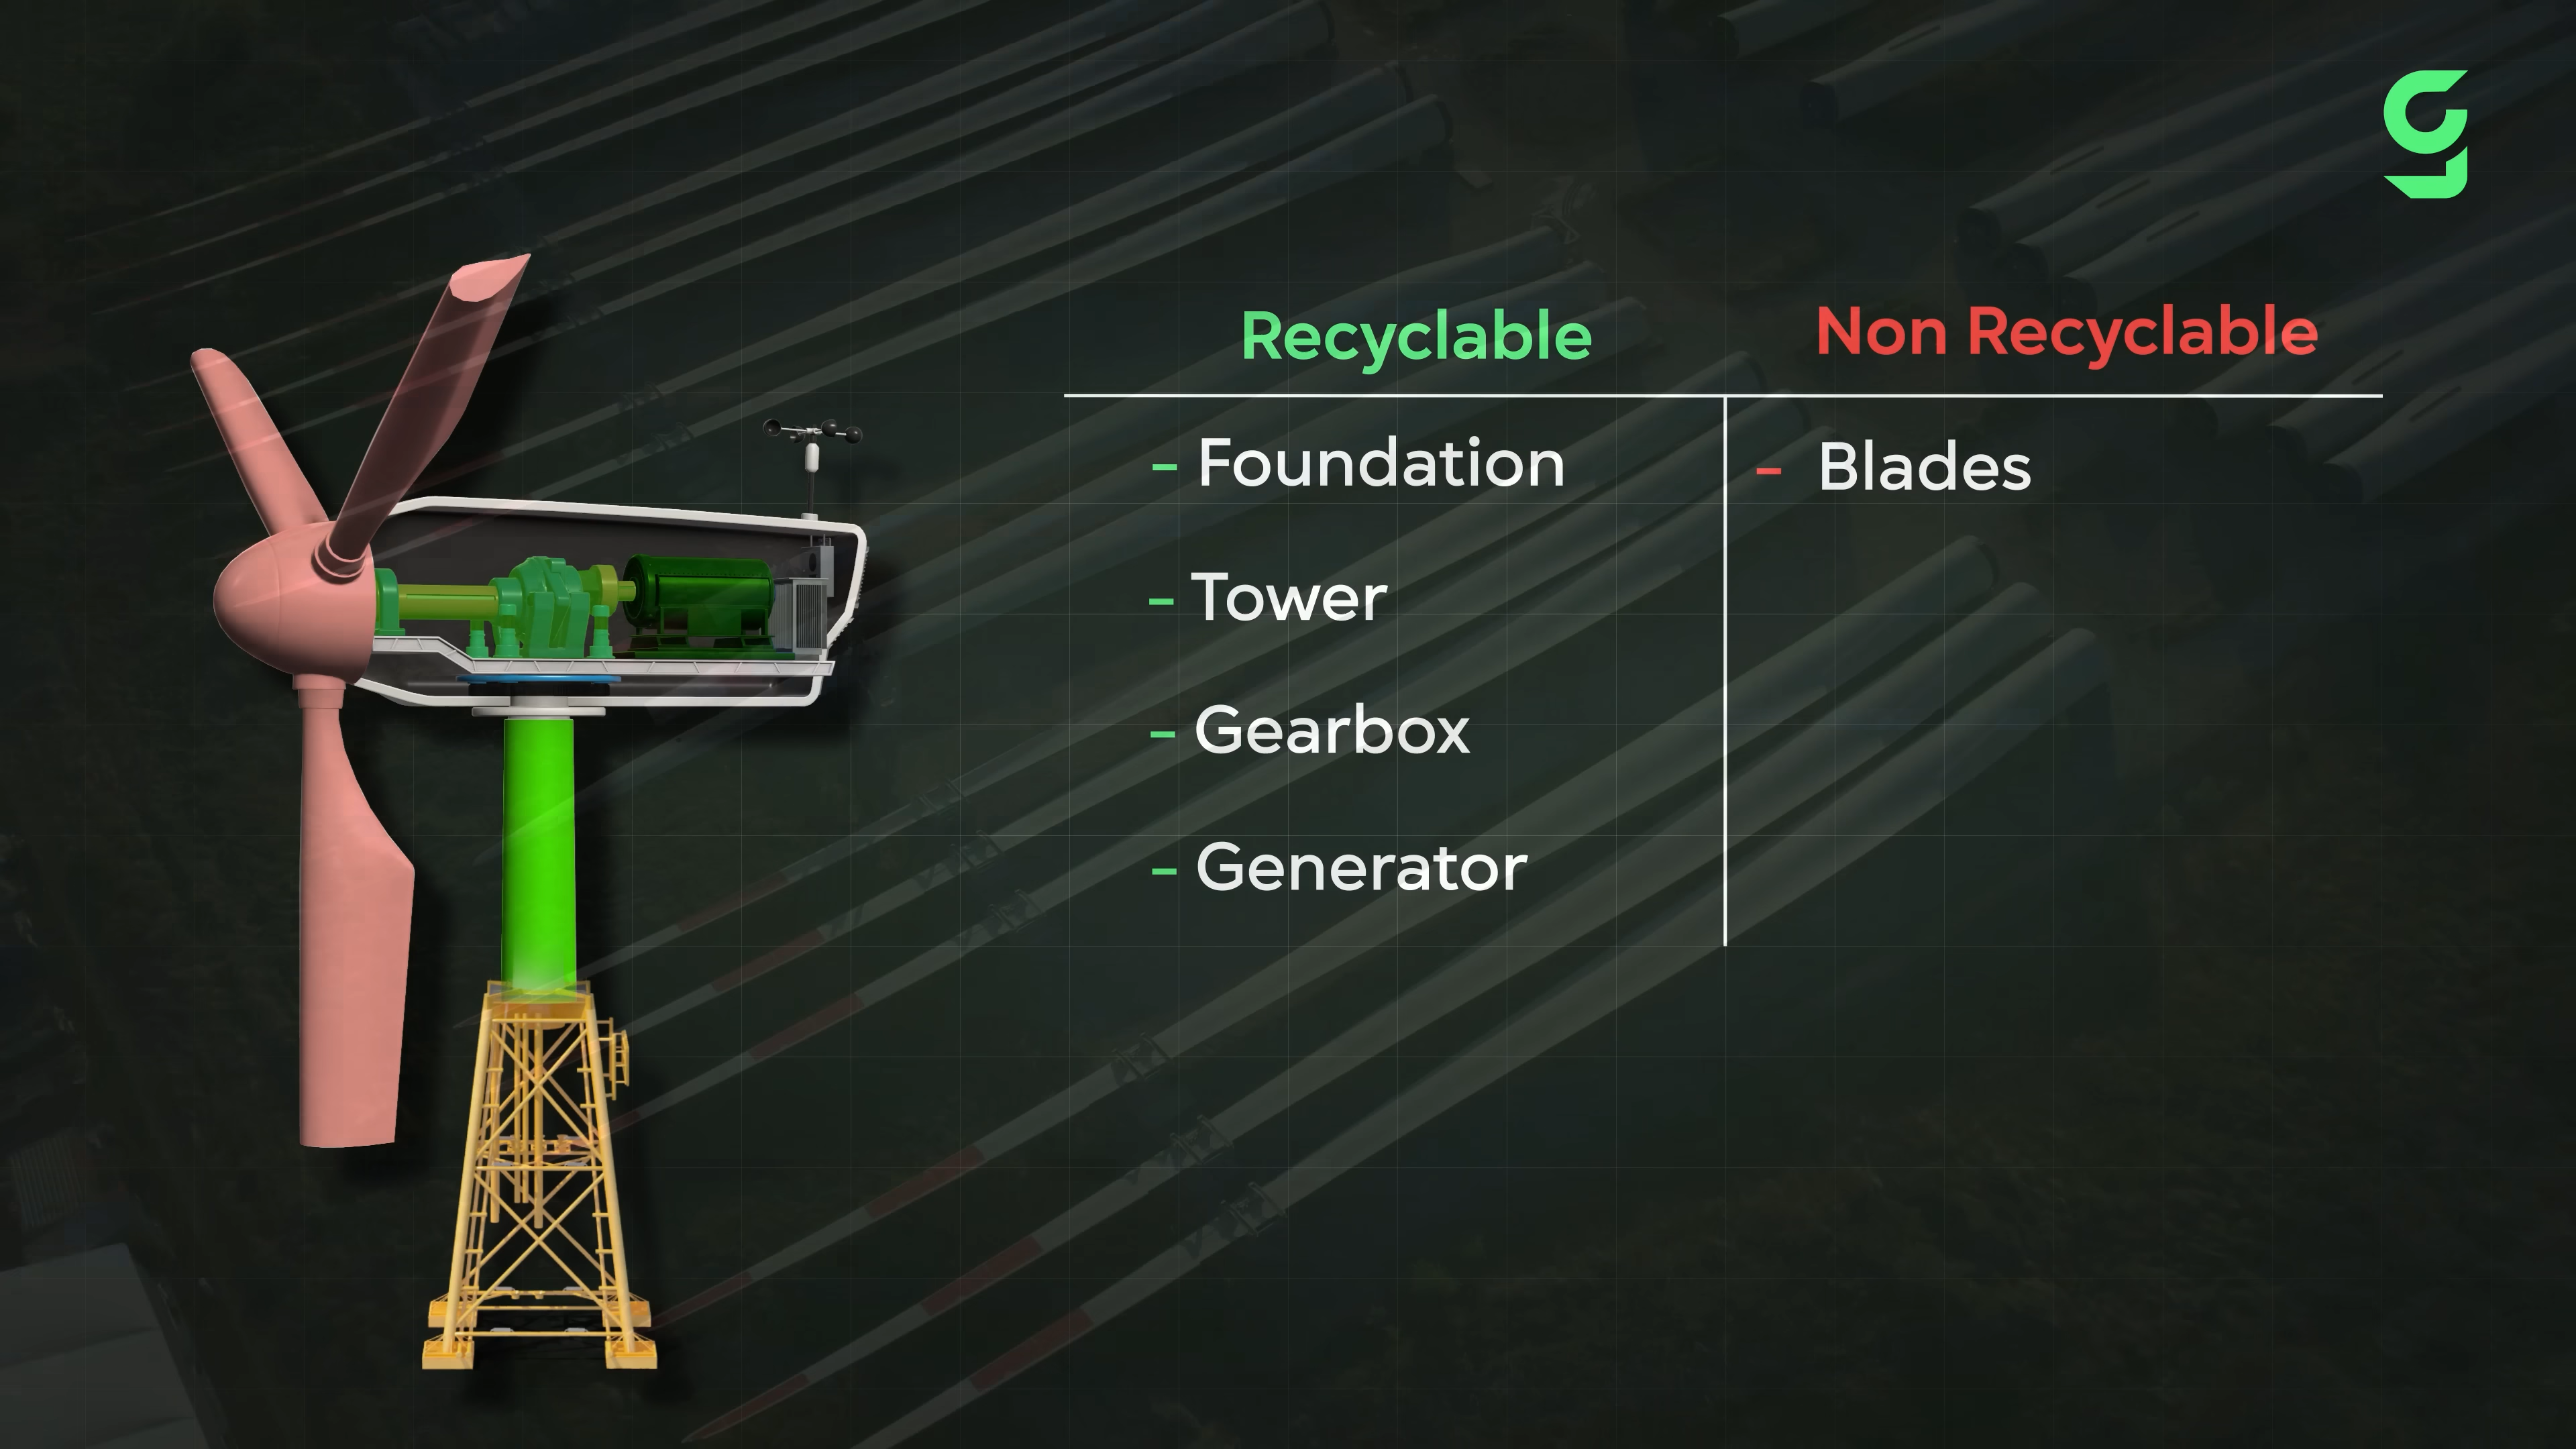 Recyclable
Non Recyclable
- Foundation
- Blades
- Tower
- Gearbox
- Generator